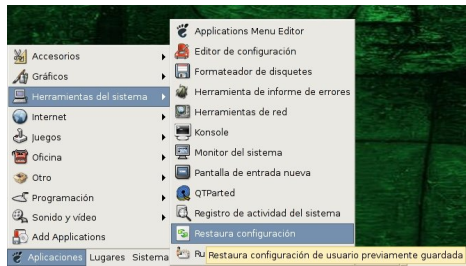 Applications Menu Editor
Editor de configuración
Formateador de disquetes
Herramienta de informe de errores
Herramientas de red
Konsole
Monitor del sistema
Pantalla de entrada nueva
QTParted
Registro de actividad del sistema
Restaura configuración
Ru
Restaura configuración de usuario previamente guardada
Accesorios
Gráficos
Herramientas del sistema
Internet
Juegos
Oficina
Otro
Programación
Sonido y vídeo
Add Applications
Aplicaciones Lugares Sistema